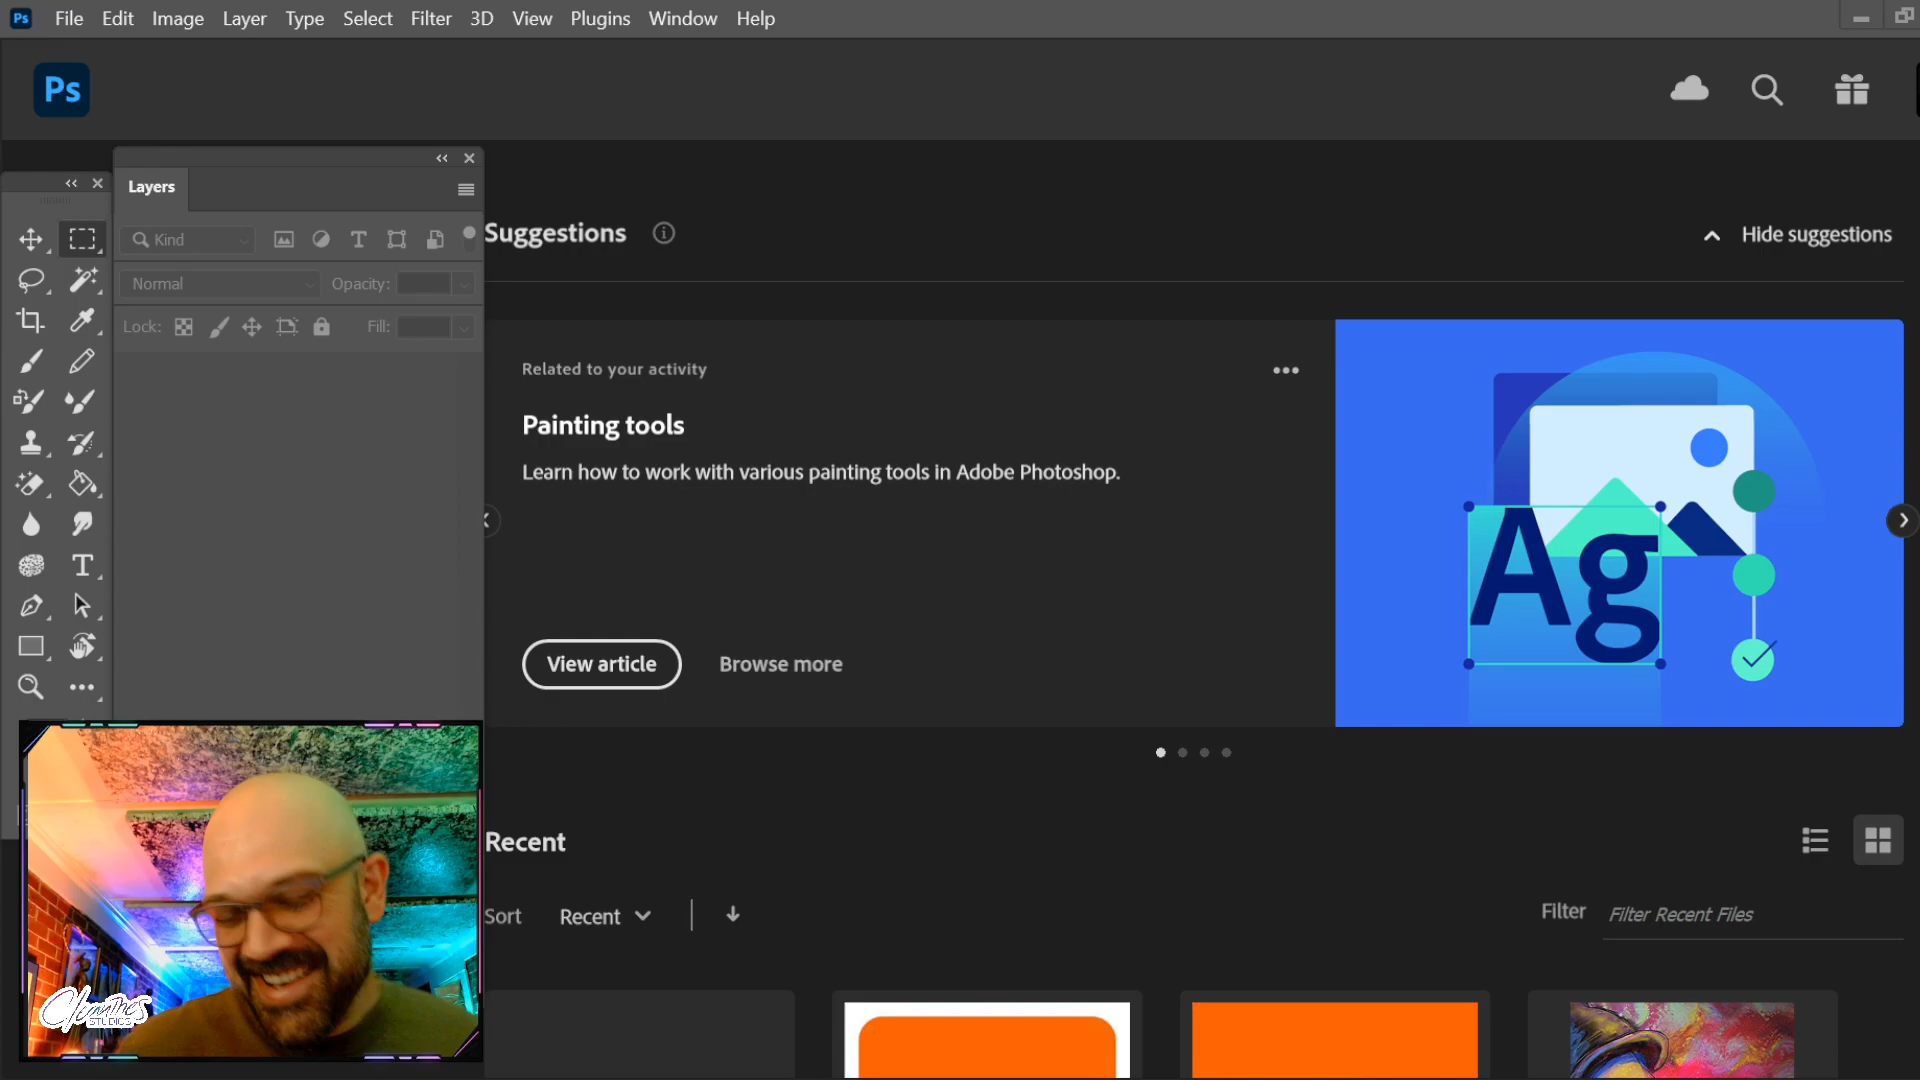 Ps File Edit Image Layer Type Select Filter 3D View Plugins Window Help
Ps
Layers
Suggestions
Hide suggestions
Kind
Normal Opacity:
Lock: Fill:
Related to your activity
Painting tools
Learn how to work with various painting tools in Adobe Photoshop.
Ag
View article Browse more
Recent
Sort Recent
Filter Filter Recent Files
Cleanthes
STUDIOS